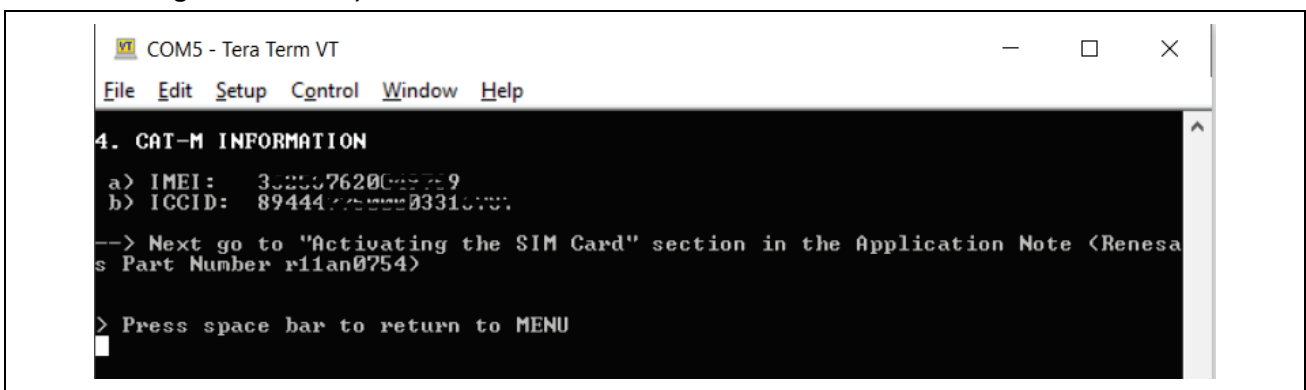 COM5 - Tera Term VT
File Edit Setup Control Window Help
4. CAT-M INFORMATION
a) IMEI:
b) ICCID:
--> Next go to "Activating the SIM Card" section in the Application Note (Renesa
s Part Number r11an0754)
> Press space bar to return to MENU